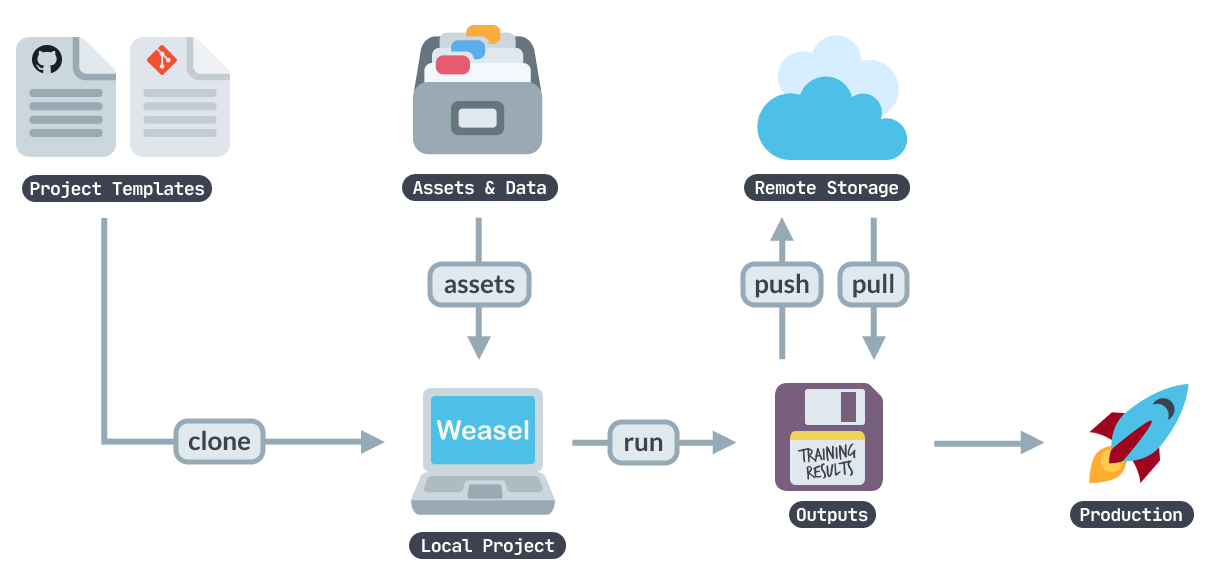 Project Templates
Assets & Data
Remote Storage
assets
push
pull
clone
Weasel
run
TRAINING
RESULTS
Local Project
Outputs
Production